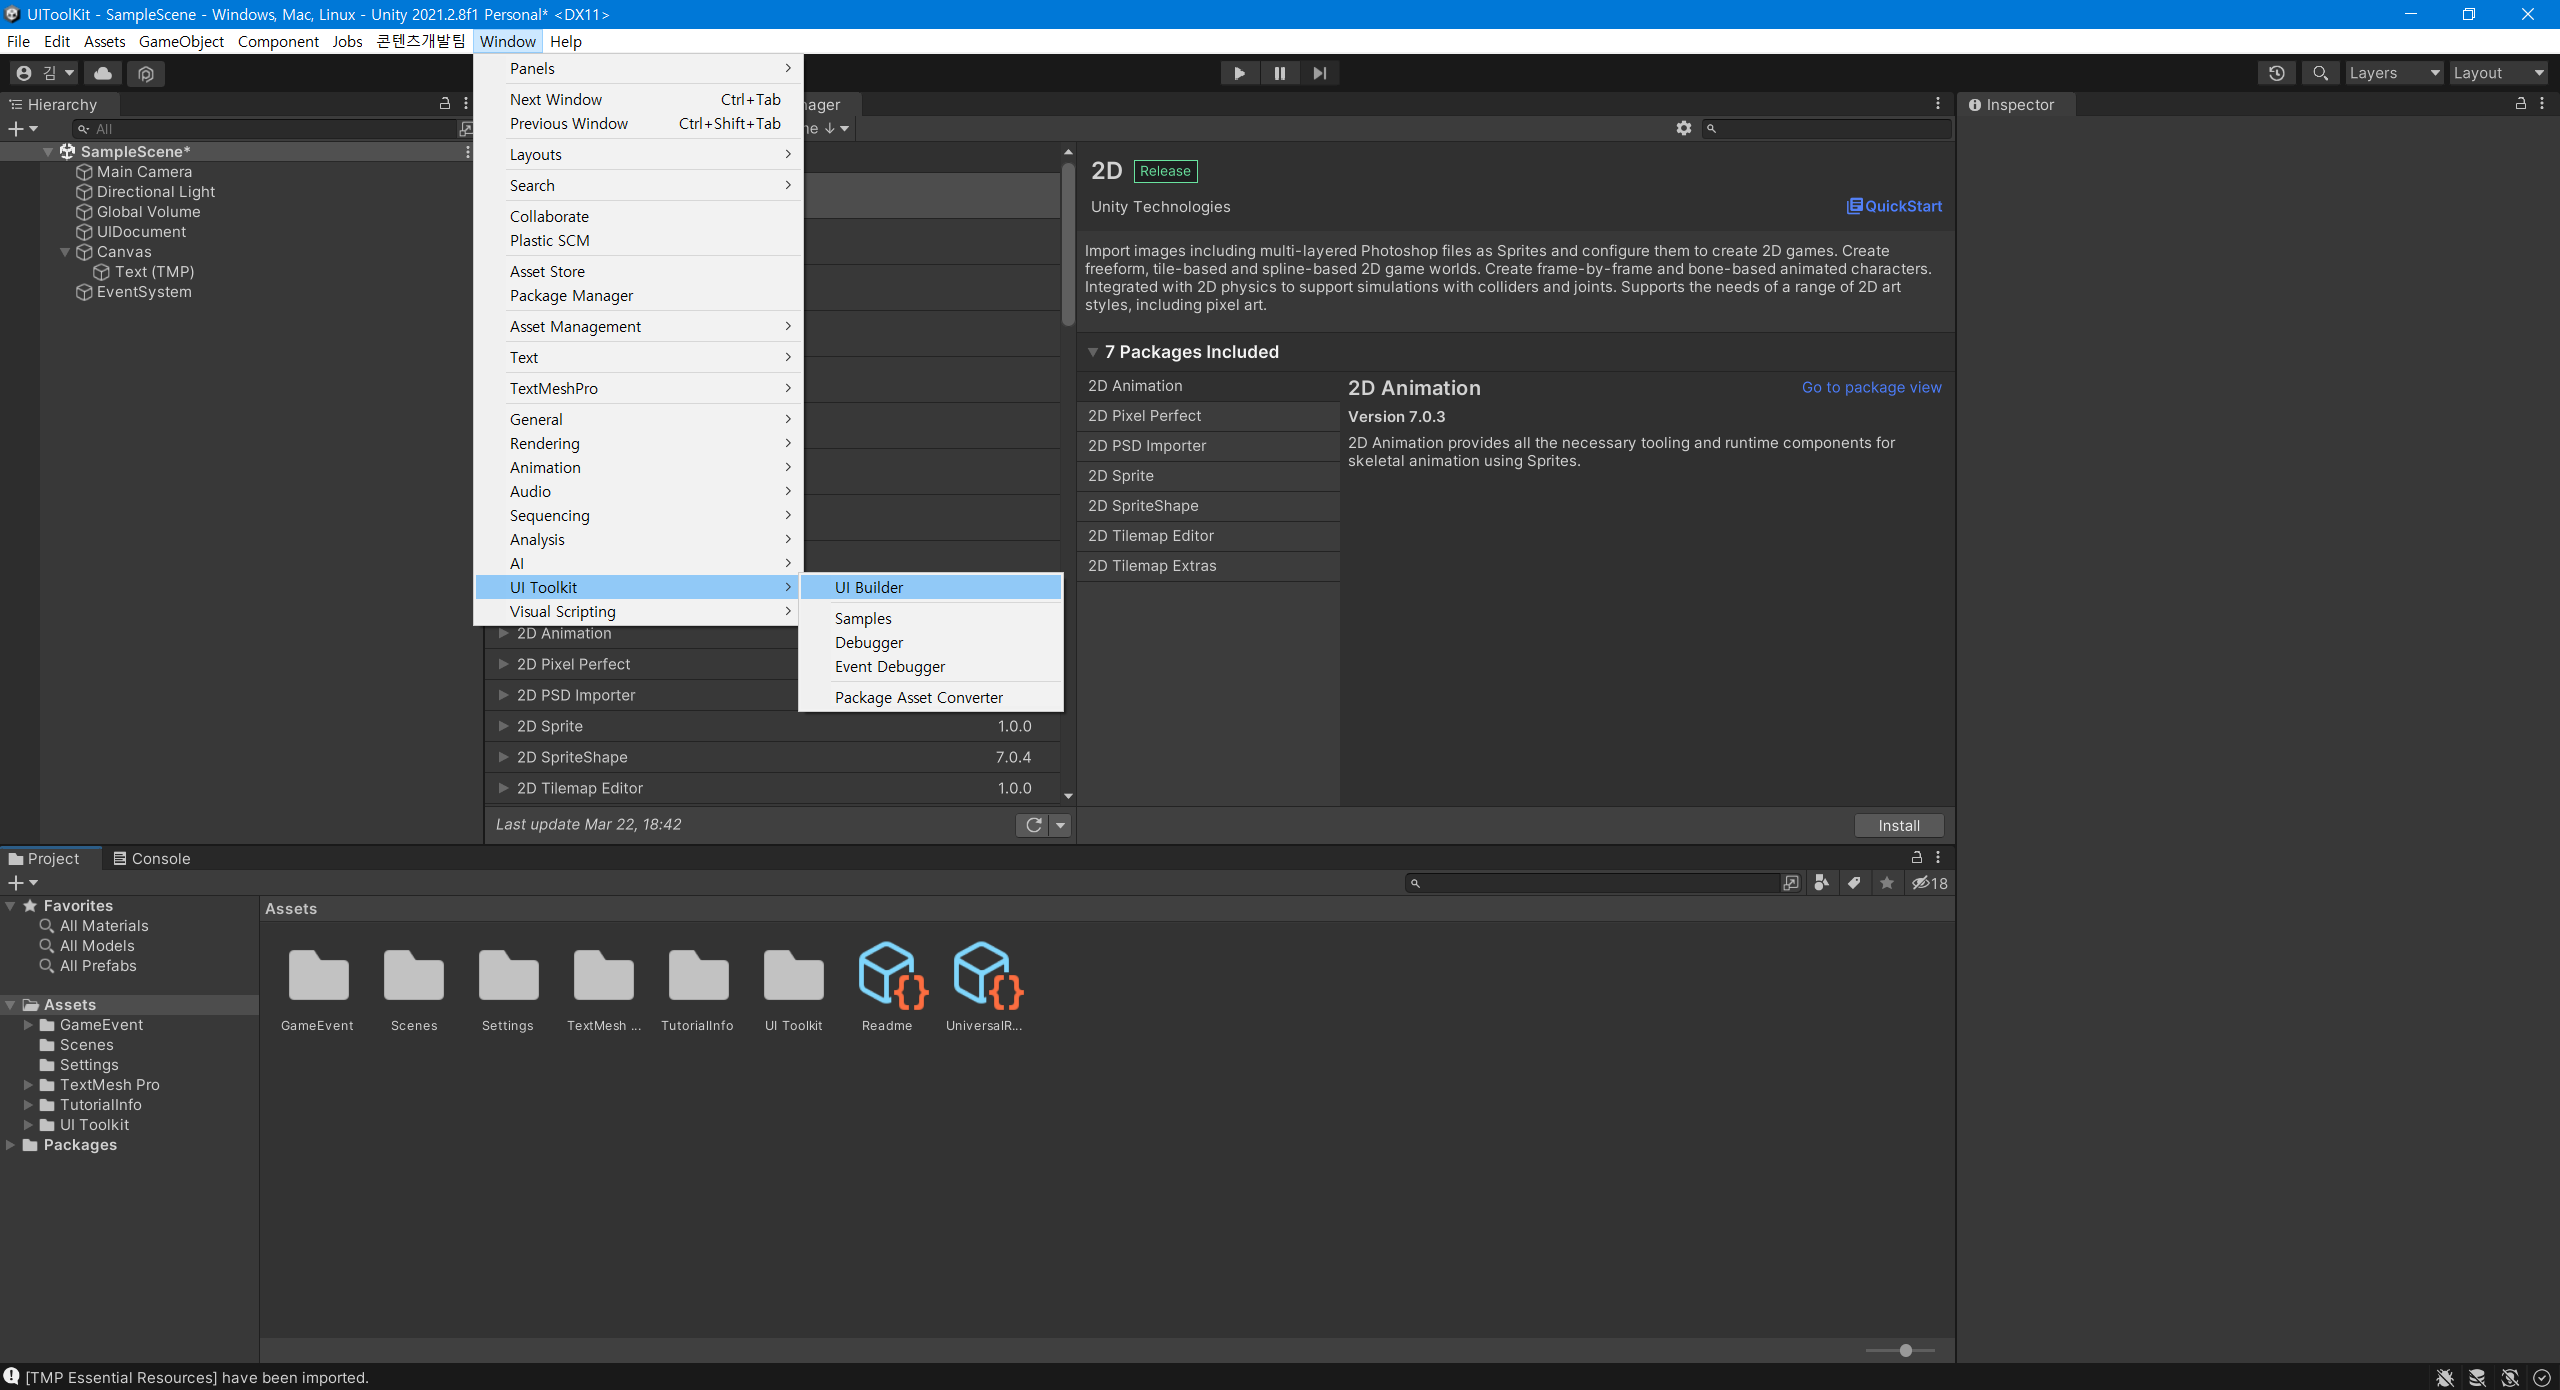 UIToolKit - SampleScene - Windows, Mac, Linux - Unity 2021.2.8f1 Personal* <DX11>
File Edit Assets GameObject Component Jobs 콘텐츠개발팀 Window Help
김
Layers
Layout
Hierarchy
All
SampleScene*
Main Camera
Directional Light
Global Volume
UIDocument
Canvas
Text (TMP)
EventSystem
Panels
Next Window Ctrl+Tab
Previous Window Ctrl+Shift+Tab
Layouts
Search
Collaborate
Plastic SCM
Asset Store
Package Manager
Asset Management
Text
TextMeshPro
General
Rendering
Animation
Audio
Sequencing
Analysis
AI
UI Toolkit
Visual Scripting
UI Builder
Samples
Debugger
Event Debugger
Package Asset Converter
2D Animation
2D Pixel Perfect
2D PSD Importer
2D Sprite 1.0.0
2D SpriteShape 7.0.4
2D Tilemap Editor 1.0.0
Last update Mar 22, 18:42
2D Release
Unity Technologies
QuickStart
Import images including multi-layered Photoshop files as Sprites and configure them to create 2D games. Create
freeform, tile-based and spline-based 2D game worlds. Create frame-by-frame and bone-based animated characters.
Integrated with 2D physics to support simulations with colliders and joints. Supports the needs of a range of 2D art
styles, including pixel art.
7 Packages Included
2D Animation
2D Pixel Perfect
2D PSD Importer
2D Sprite
2D SpriteShape
2D Tilemap Editor
2D Tilemap Extras
2D Animation
Go to package view
Version 7.0.3
2D Animation provides all the necessary tooling and runtime components for
skeletal animation using Sprites.
Install
Inspector
Project
Console
18
Favorites
All Materials
All Models
All Prefabs
Assets
GameEvent
Scenes
Settings
TextMesh Pro
TutorialInfo
UI Toolkit
Packages
Assets
GameEvent
Scenes
Settings
TextMesh ...
TutorialInfo
UI Toolkit
Readme
UniversalR...
[TMP Essential Resources] have been imported.